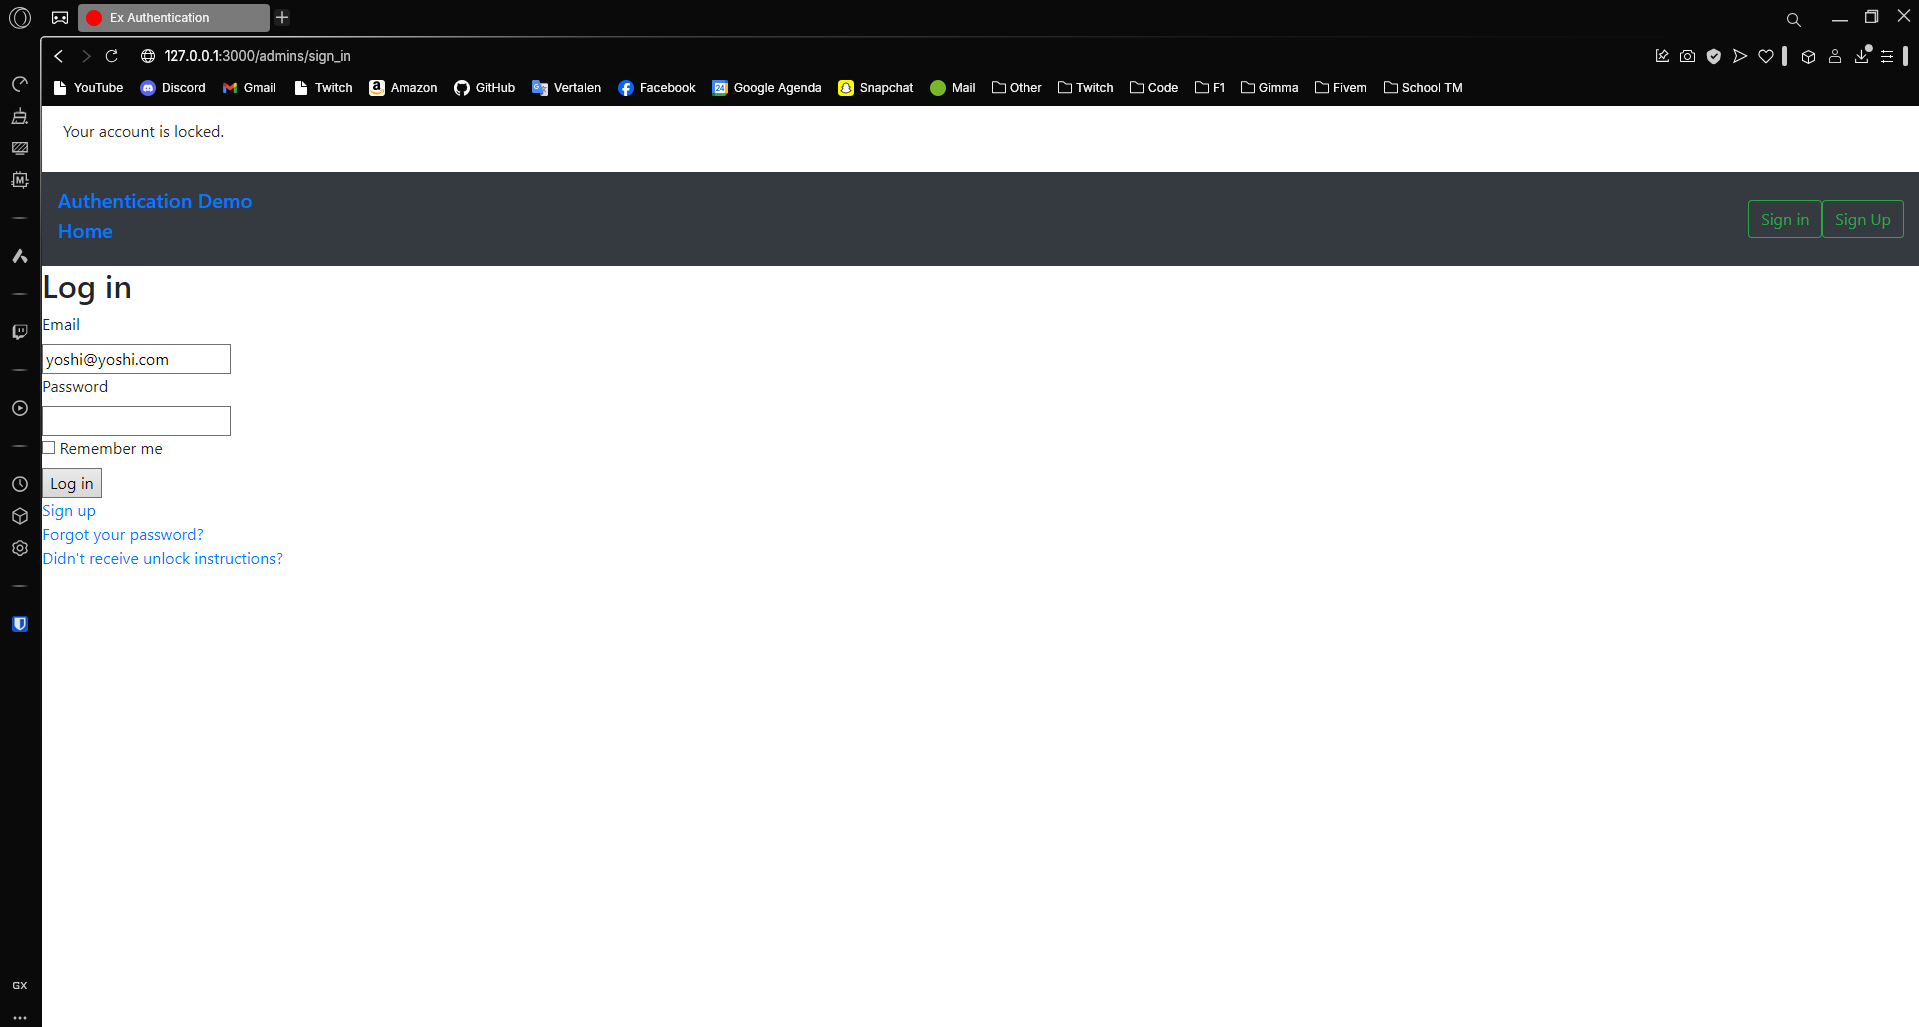 Ex Authentication
127.0.0.1:3000/admins/sign_in
YouTube Discord Gmail Twitch Amazon GitHub Vertalen Facebook 24 Google Agenda Snapchat Mail Other Twitch Code F1 Gimma Fivem School TM
M
Your account is locked.
Authentication Demo
Home
Sign in Sign Up
Log in
Email
yoshi@yoshi.com
Password
Remember me
Log in
Sign up
Forgot your password?
Didn't receive unlock instructions?
GX